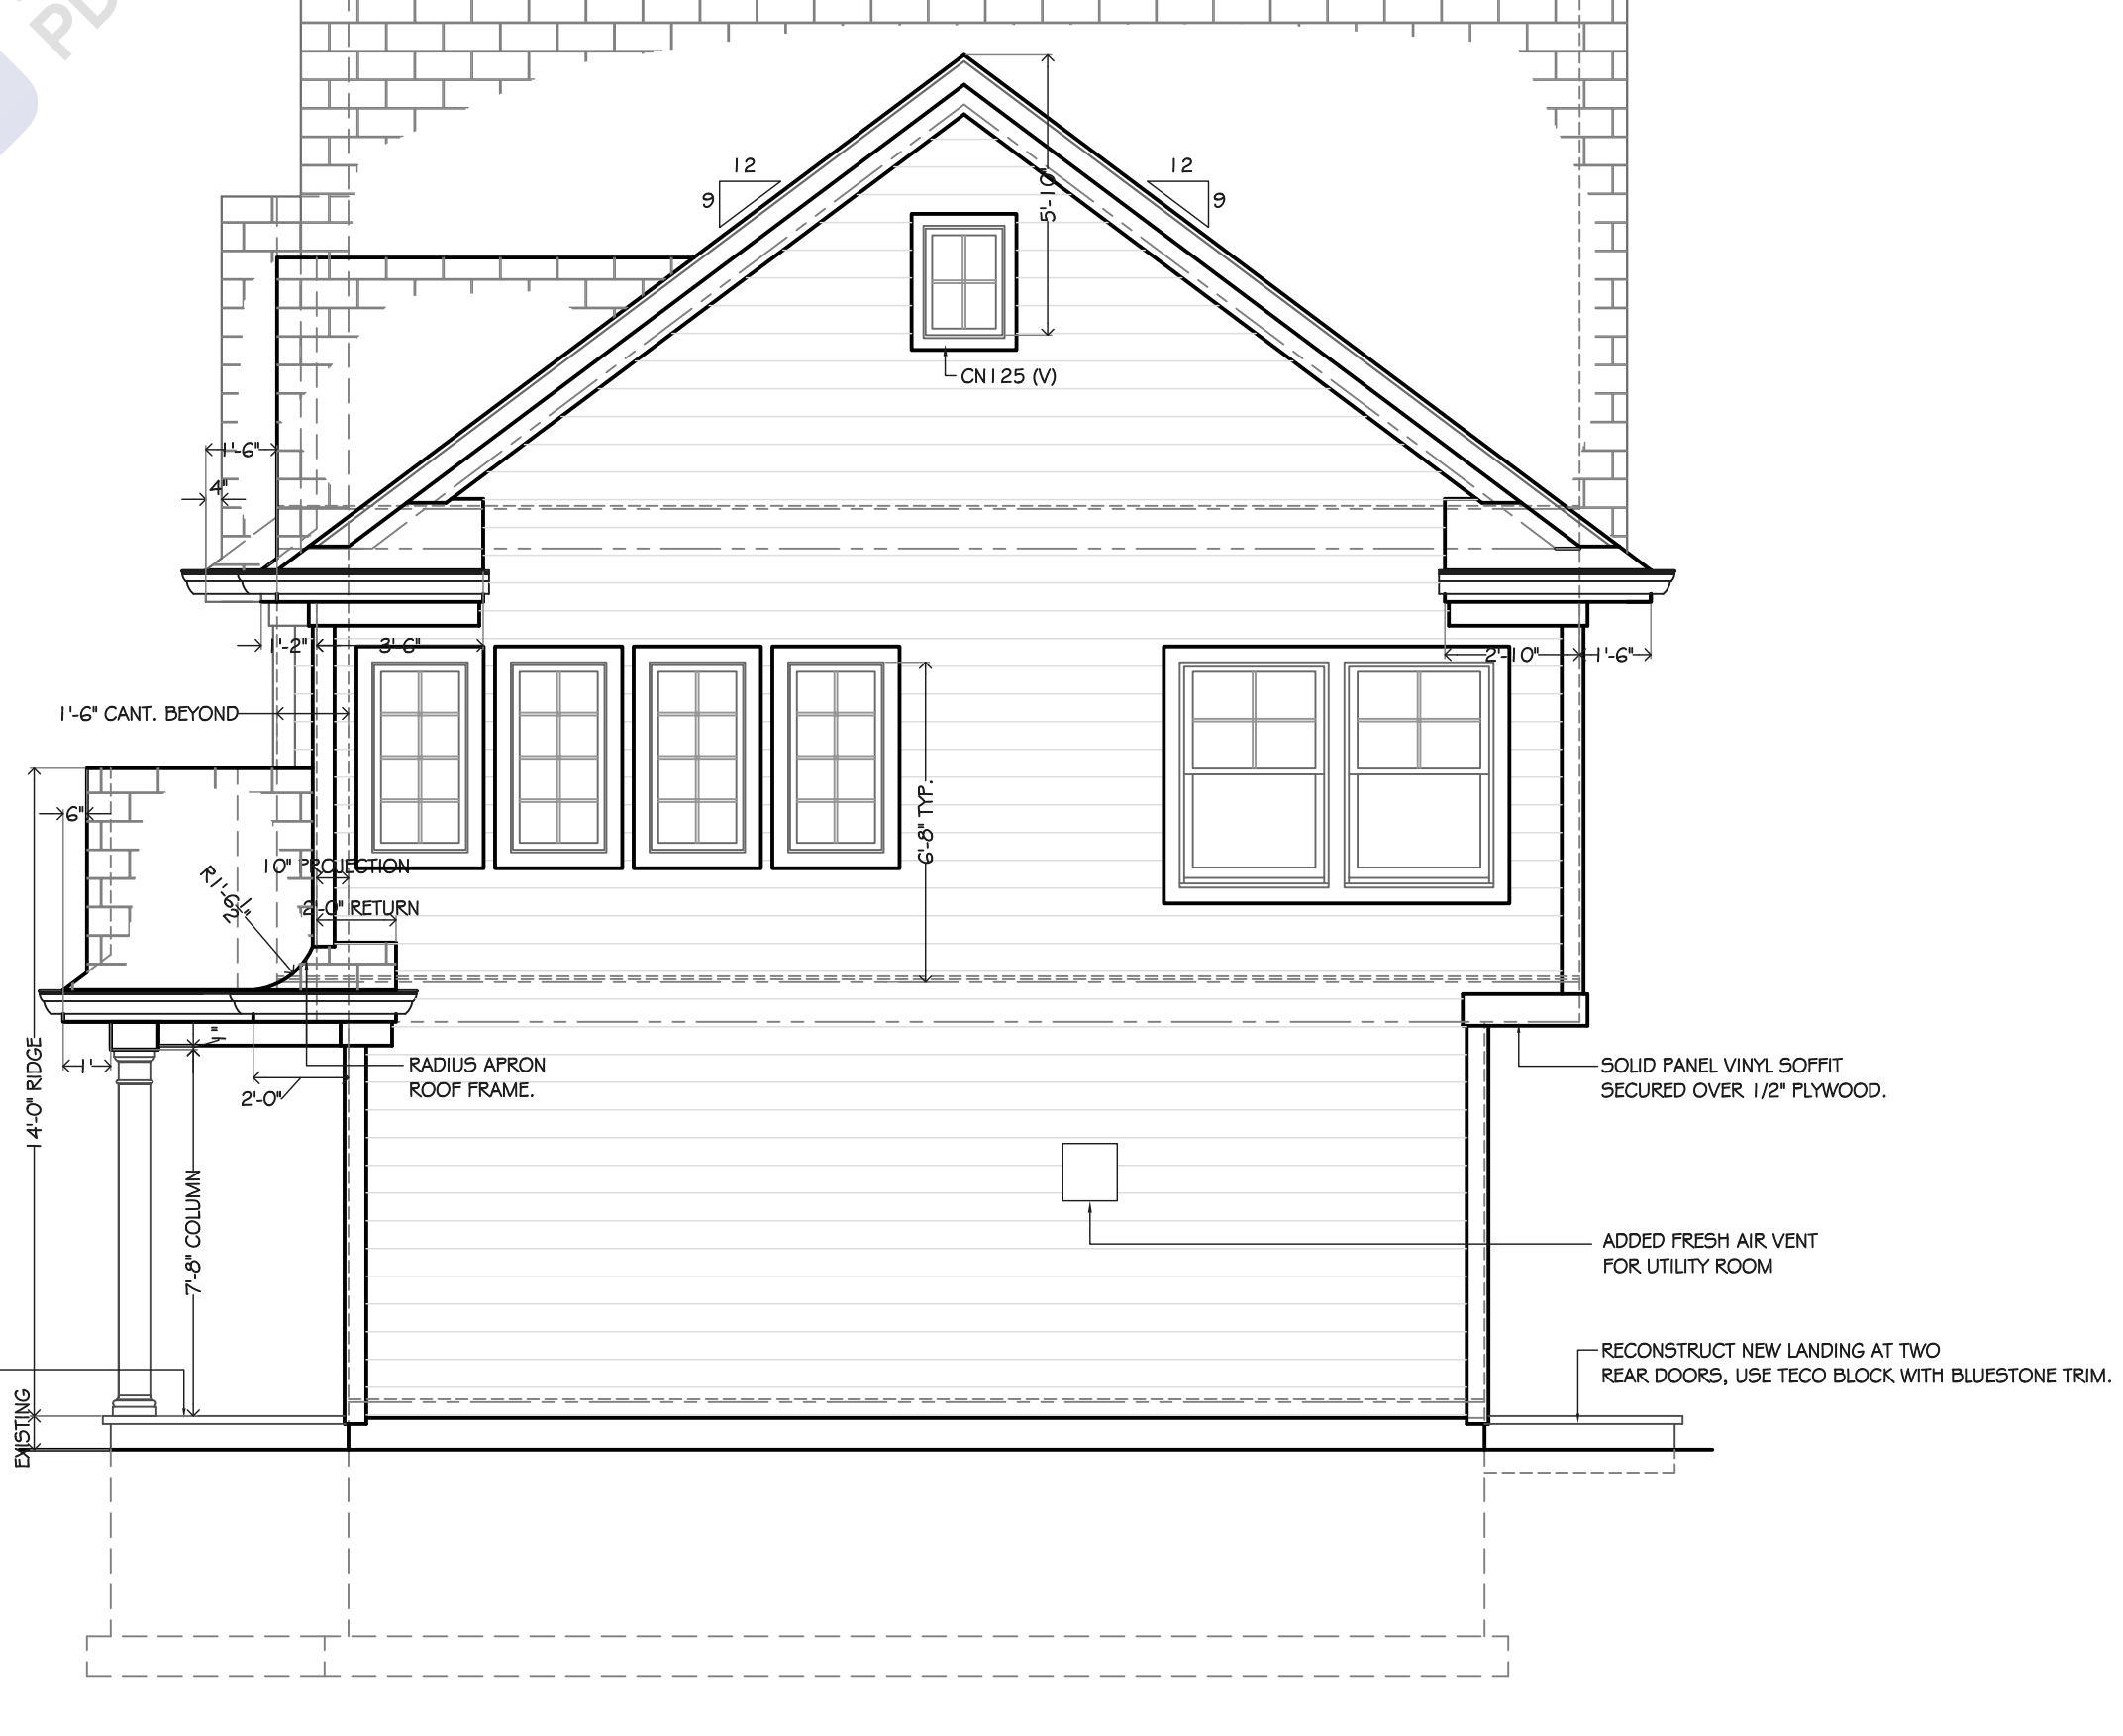 PD
12
9
12
9
5'-10"
CN125 (V)
1'-6"
4"
1'-2"
3'-6"
2'-10"
1'-6"
1'-6" CANT. BEYOND
6"
10" PROJECTION
2'-0" RETURN
6'-8" TYP.
1'
2'-0"
RADIUS APRON
ROOF FRAME.
SOLID PANEL VINYL SOFFIT
SECURED OVER 1/2" PLYWOOD.
14'-0" RIDGE
7'-8" COLUMN
ADDED FRESH AIR VENT
FOR UTILITY ROOM
RECONSTRUCT NEW LANDING AT TWO
REAR DOORS, USE TECO BLOCK WITH BLUESTONE TRIM.
EXISTING